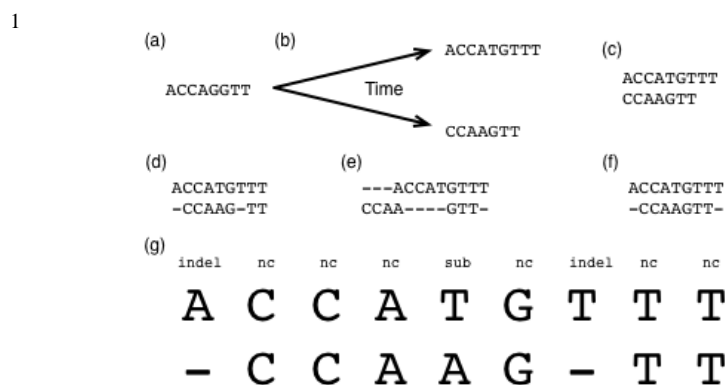 1
(a) (b)
ACCATGTTT
(c)
ACCAGGTT
Time
ACCATGTTT
CCAAGTT
CCAAGTT
(d) (e) (f)
ACCATGTTT ---ACCATGTTT ACCATGTTT
-CCAAG-TT CCAA----GTT- -CCAAGTT-
(g)
indel nc nc nc sub nc indel nc nc
A C C A T G T T T
- C C A A G - T T